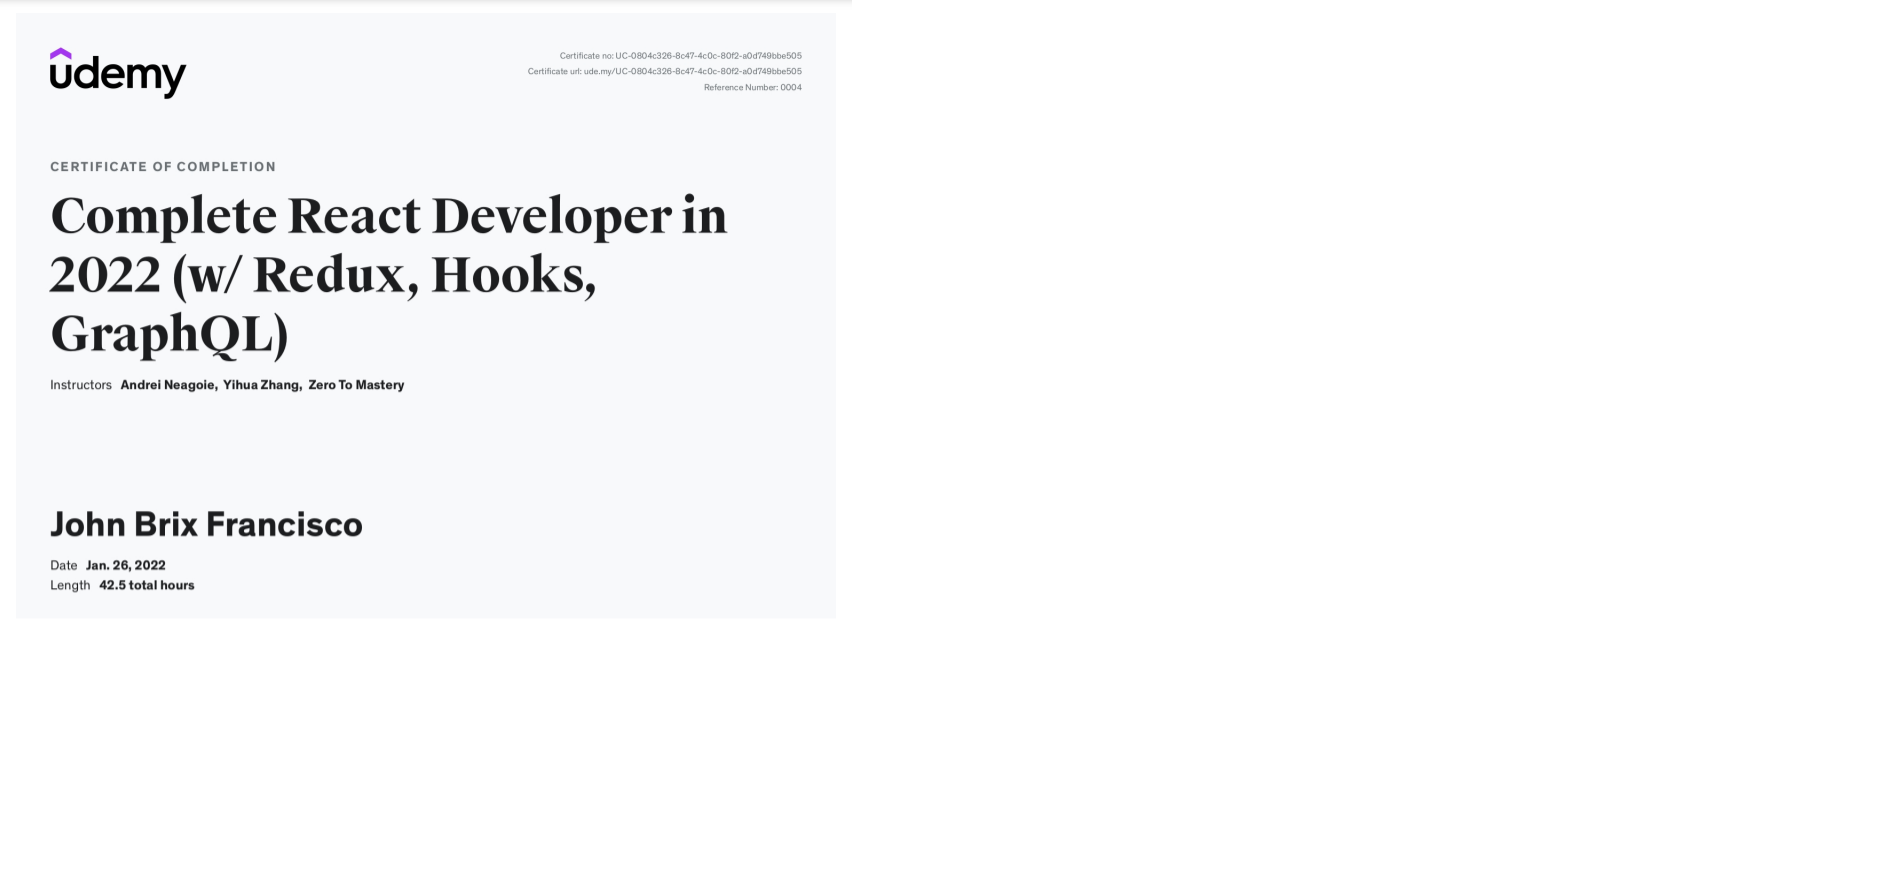 udemy
Certificate no: UC-0804c326-8c47-4c0c-80f2-a0d749bbe505
Certificate url: ude.my/UC-0804c326-8c47-4c0c-80f2-a0d749bbe505
Reference Number: 0004
CERTIFICATE OF COMPLETION
Complete React Developer in
2022 (w/ Redux, Hooks,
GraphQL)
Instructors Andrei Neagoie, Yihua Zhang, Zero To Mastery
John Brix Francisco
Date Jan. 26, 2022
Length 42.5 total hours